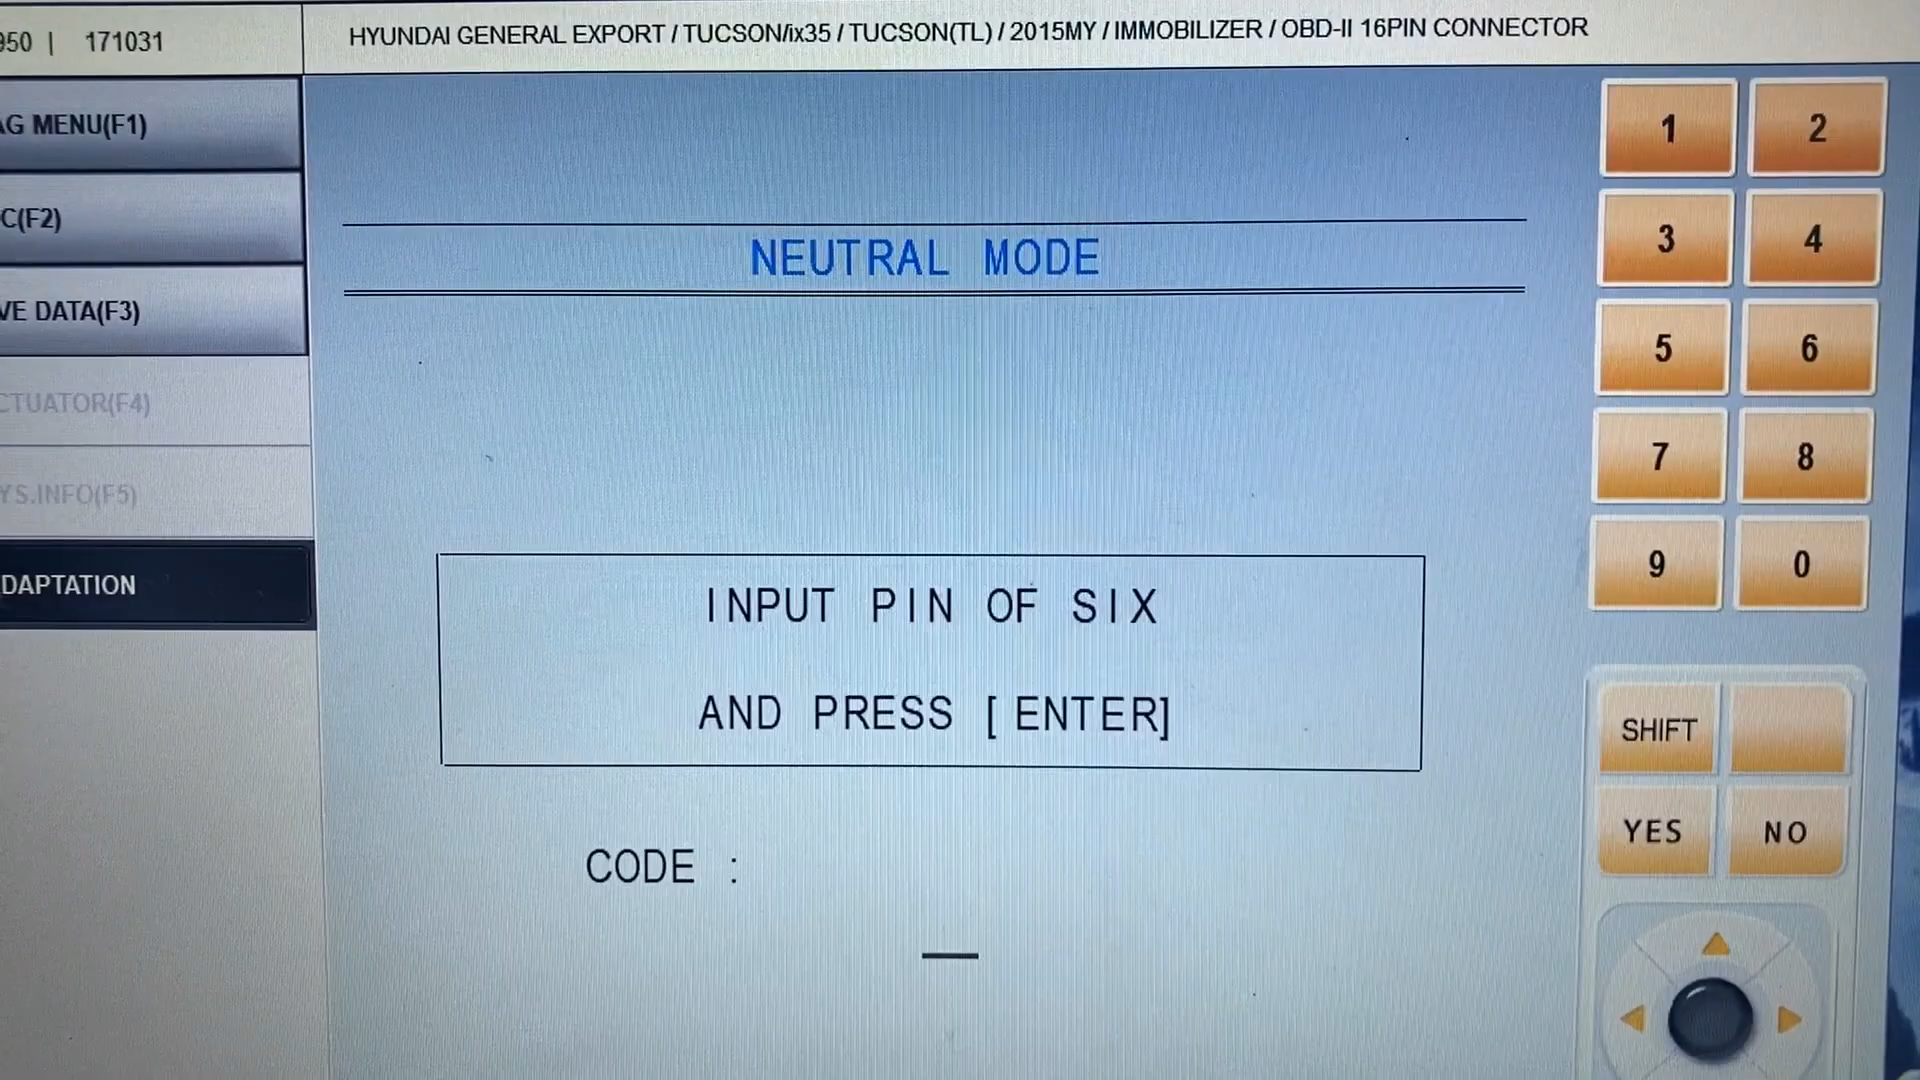 950 | 171031
HYUNDAI GENERAL EXPORT / TUCSON/ix35 / TUCSON(TL) / 2015MY / IMMOBILIZER / OBD-II 16PIN CONNECTOR
AG MENU(F1)
C(F2)
VE DATA(F3)
CTUATOR(F4)
YS.INFO(F5)
DAPTATION
NEUTRAL MODE
INPUT PIN OF SIX
AND PRESS [ENTER]
CODE :
1 2
3 4
5 6
7 8
9 0
SHIFT
YES NO